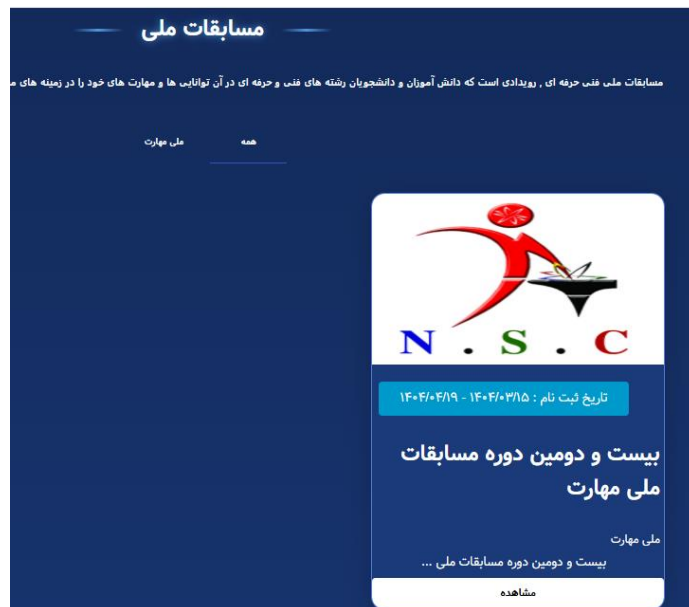 مسابقات ملی
مسابقات ملی فنی حرفه ای , رویدادی است که دانش آموزان و دانشجویان رشته های فنی و حرفه ای در آن توانایی ها و مهارت های خود را در زمینه های
همه
ملی مهارت
N . S . C
تاریخ ثبت نام : ۱۴۰۴/۰۳/۱۵ - ۱۴۰۴/۰۴/۱۹
بیست و دومین دوره مسابقات
ملی مهارت
ملی مهارت
بیست و دومین دوره مسابقات ملی ...
مشاهده